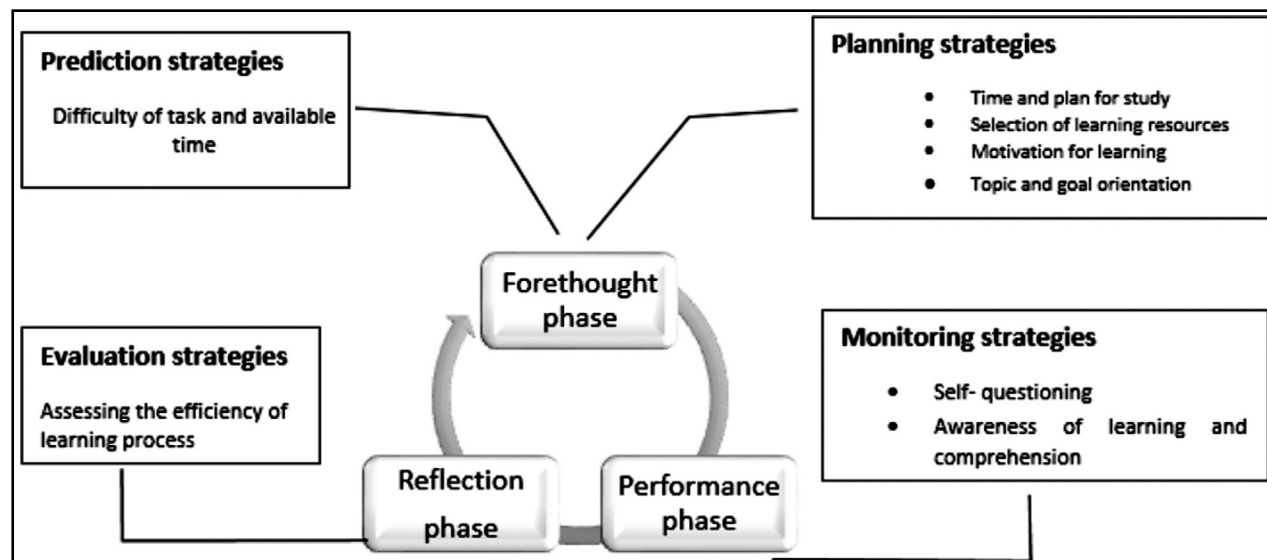 Prediction strategies
Difficulty of task and available
time
Planning strategies
• Time and plan for study
• Selection of learning resources
• Motivation for learning
• Topic and goal orientation
Forethought
phase
Evaluation strategies
Assessing the efficiency of
learning process
Monitoring strategies
• Self- questioning
• Awareness of learning and
comprehension
Reflection
phase
Performance
phase